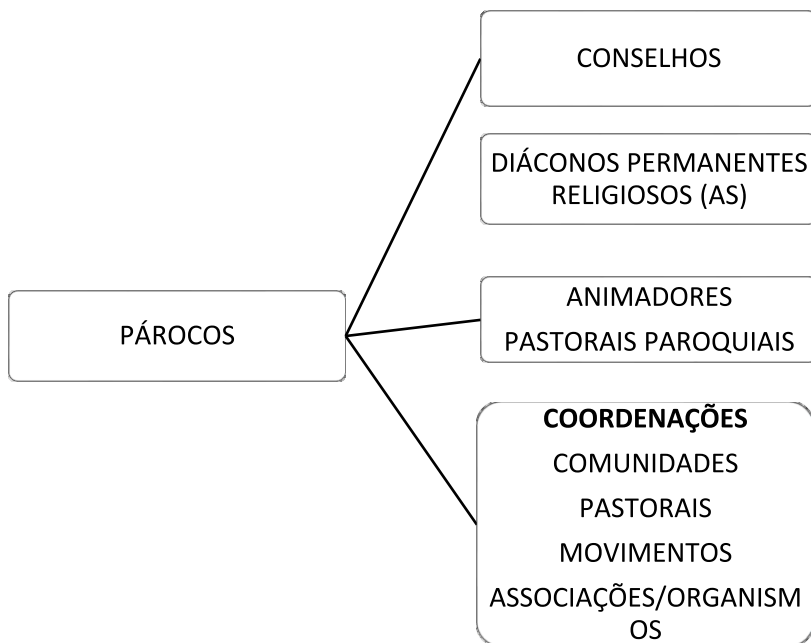 CONSELHOS
DIÁCONOS PERMANENTES
RELIGIOSOS (AS)
PÁROCOS
ANIMADORES
PASTORAIS PAROQUIAIS
COORDENAÇÕES
COMUNIDADES
PASTORAIS
MOVIMENTOS
ASSOCIAÇÕES/ORGANISM
OS